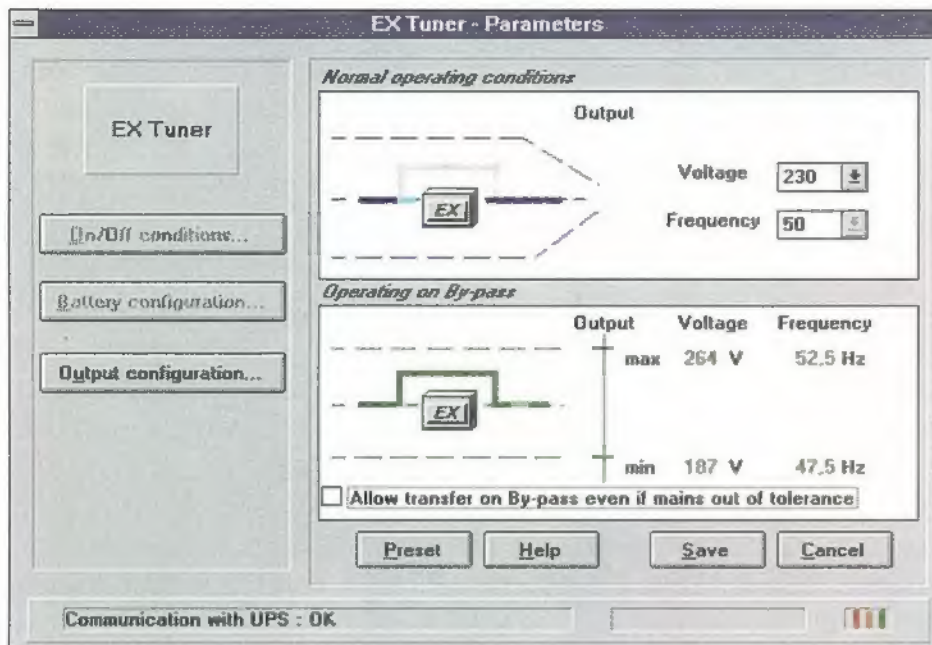 EX Tuner - Parameters
EX Tuner
On/Off conditions...
Battery configuration...
Output configuration...
Normal operating conditions
Output
EX
Voltage 230
Frequency 50
Operating on By-pass
Output Voltage Frequency
max 264 V 52.5 Hz
EX
min 187 V 47.5 Hz
Allow transfer on By-pass even if mains out of tolerance
Preset Help Save Cancel
Communication with UPS : OK